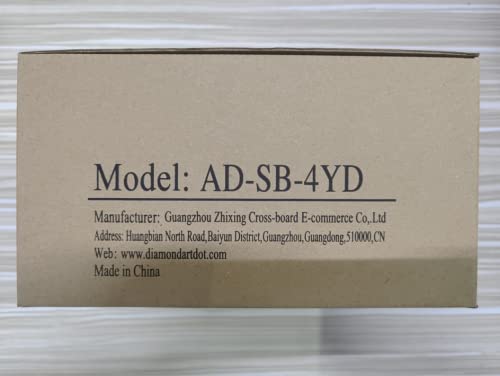 Model: AD-SB-4YD
Manufacturer: Guangzhou Zhixing Cross-board E-commerce Co,.Ltd
Address: Huangbian North Road,Baiyun District,Guangzhou,Guangdong,510000,CN
Web: www.diamondartdot.com
Made in China